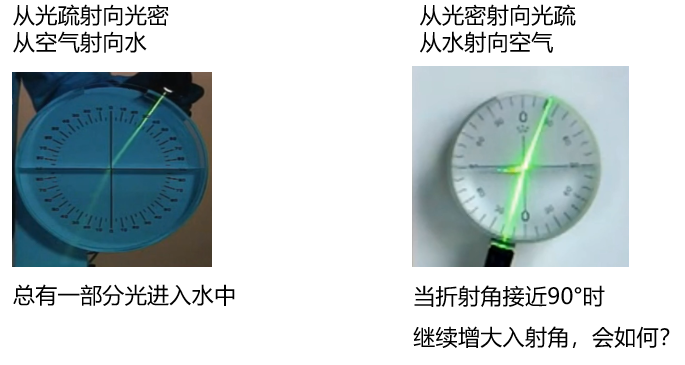 从光疏射向光密
从空气射向水
总有一部分光进入水中
从光密射向光疏
从水射向空气
0
0
当折射角接近90°时
继续增大入射角，会如何？